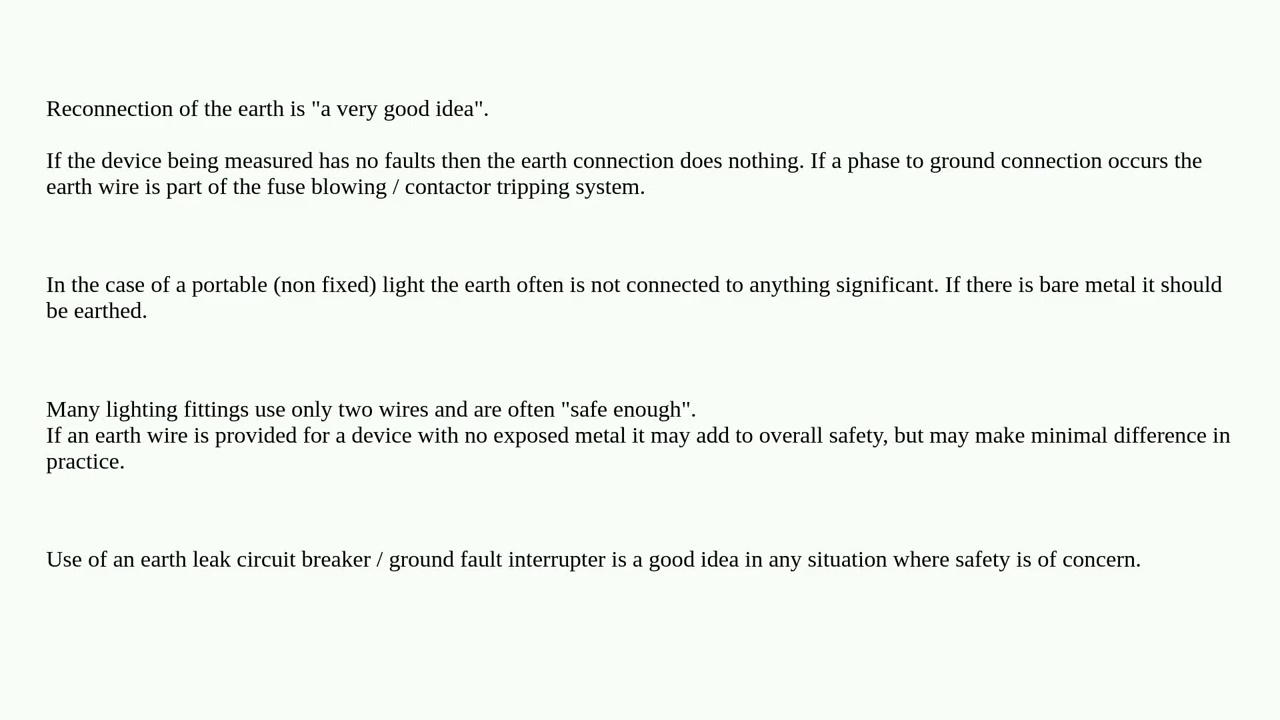 Reconnection of the earth is "a very good idea".
If the device being measured has no faults then the earth connection does nothing. If a phase to ground connection occurs the
earth wire is part of the fuse blowing / contactor tripping system.
In the case of a portable (non fixed) light the earth often is not connected to anything significant. If there is bare metal it should
be earthed.
Many lighting fittings use only two wires and are often "safe enough".
If an earth wire is provided for a device with no exposed metal it may add to overall safety, but may make minimal difference in
practice.
Use of an earth leak circuit breaker / ground fault interrupter is a good idea in any situation where safety is of concern.